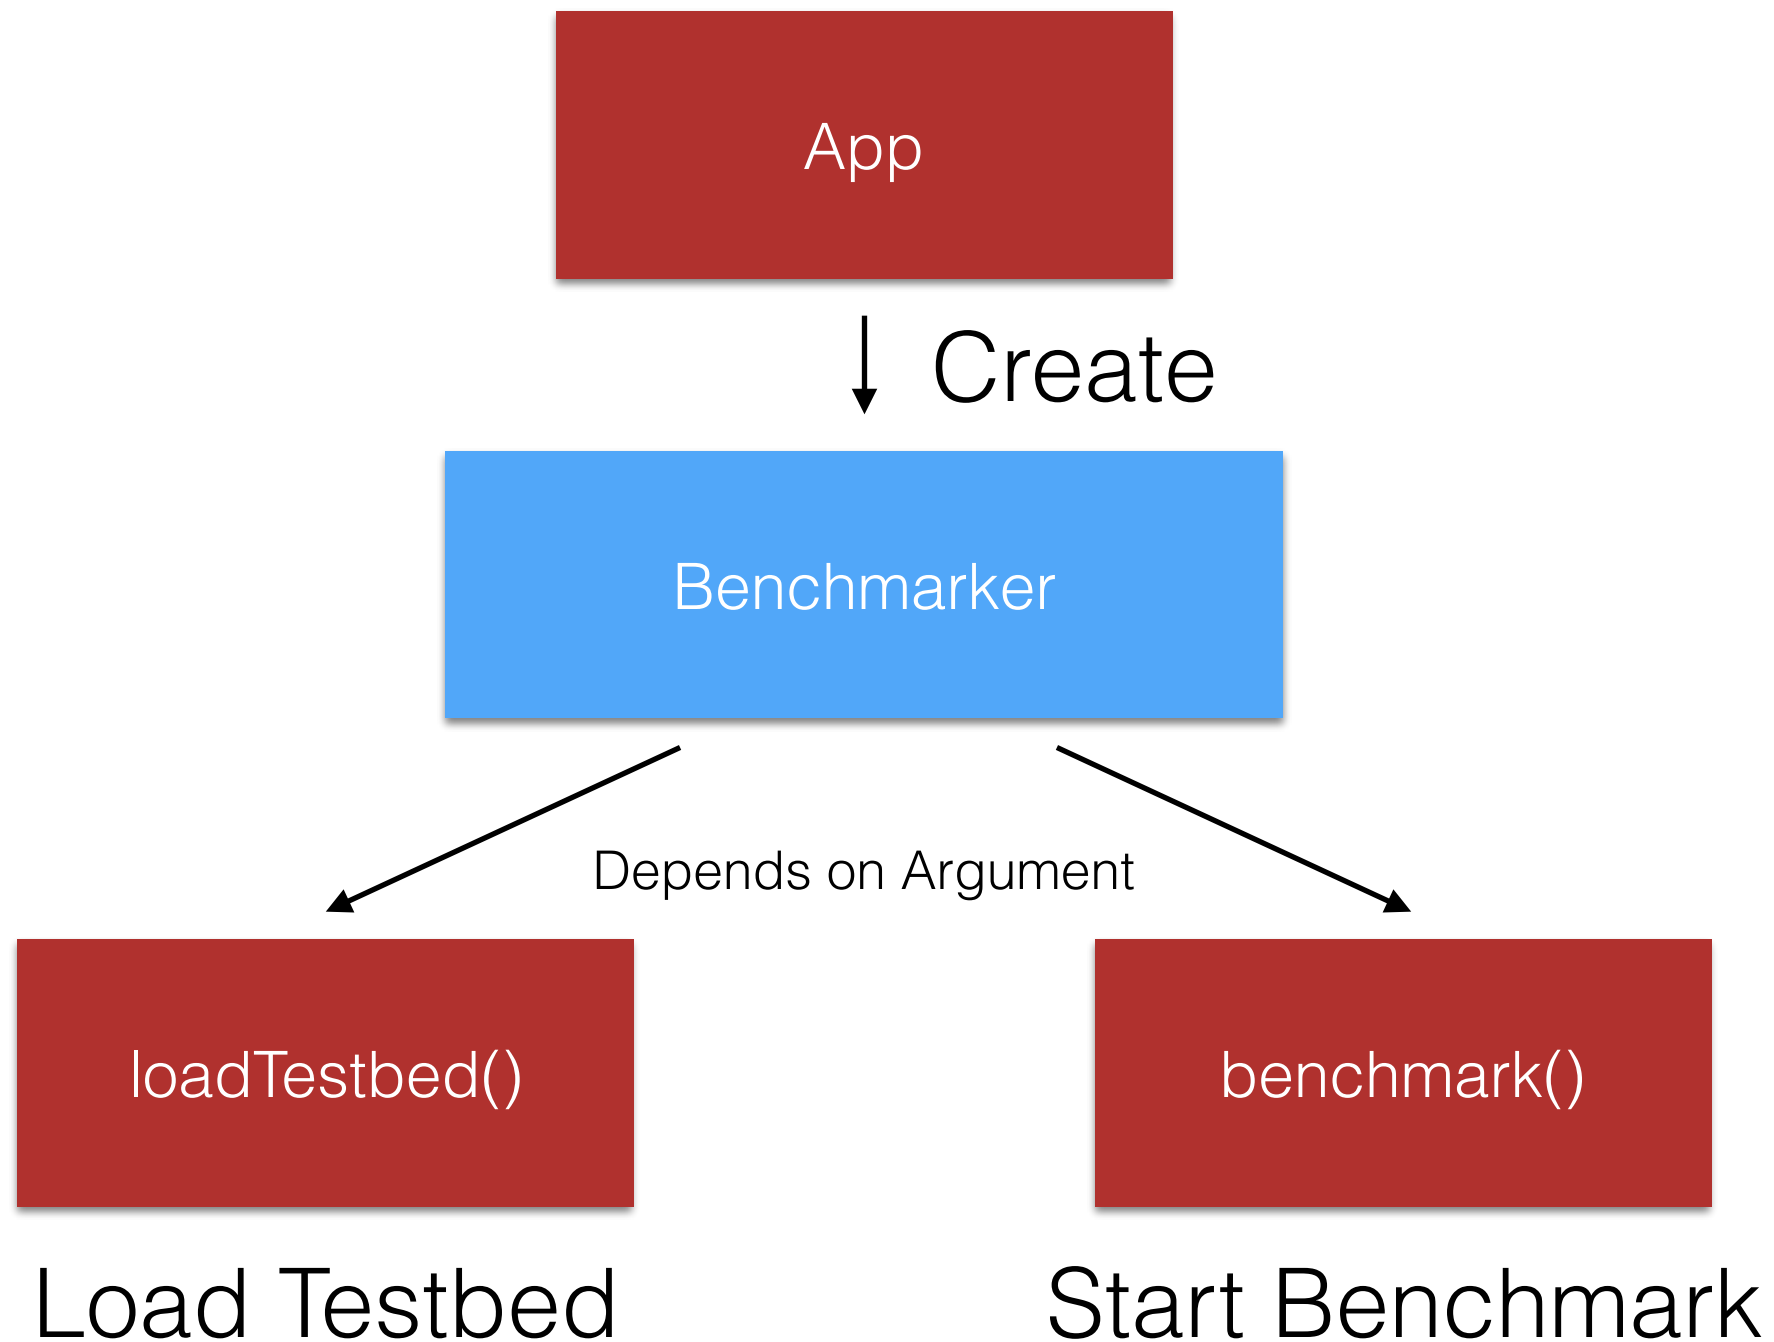 App
Create
Benchmarker
Depends on Argument
loadTestbed()
benchmark()
Load Testbed
Start Benchmark